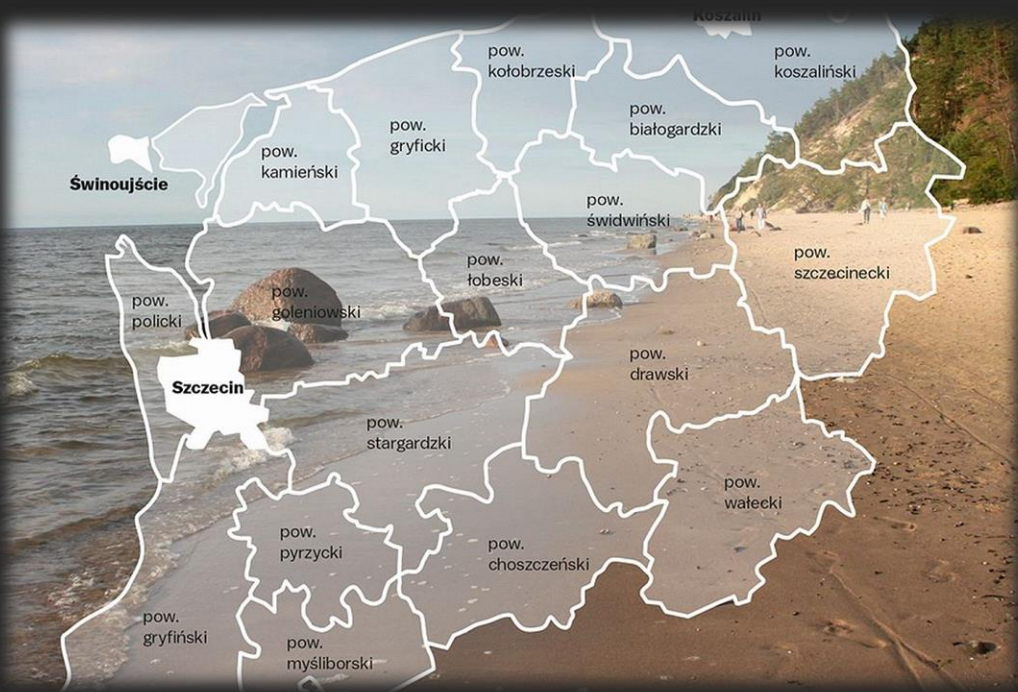 Koszalin
pow.
kołobrzeski
pow.
koszaliński
pow.
białogardzki
pow.
gryficki
pow.
kamieński
Świnoujście
pow.
świdwiński
pow.
szczecinecki
pow.
łobeski
pow.
policki
pow.
goleniowski
pow.
drawski
Szczecin
pow.
stargardzki
pow.
wałecki
pow.
pyrzycki
pow.
choszczeński
pow.
gryfiński
pow.
myśliborski